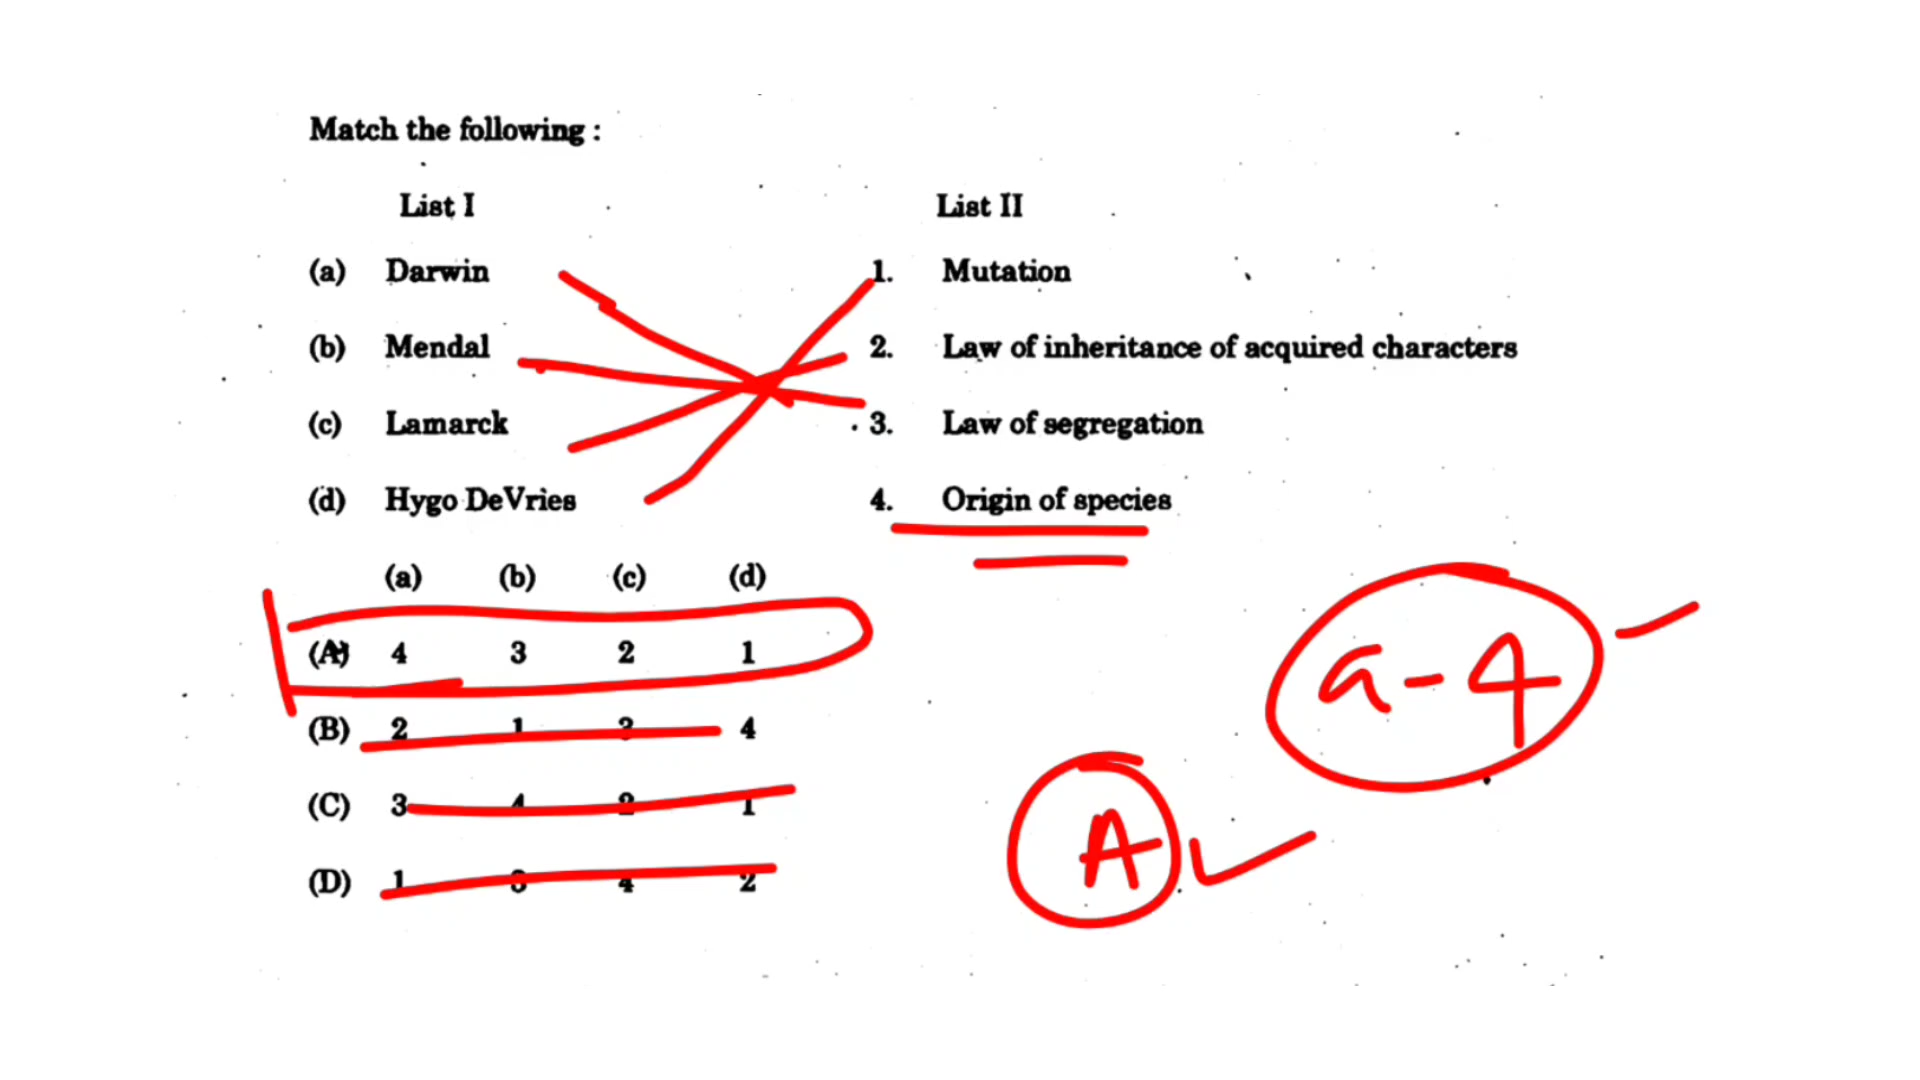 Match the following :
List I List II
(a) Darwin 1. Mutation
(b) Mendal 2. Law of inheritance of acquired characters
(c) Lamarck 3. Law of segregation
(d) Hygo DeVries 4. Origin of species
(a) (b) (c) (d)
(A) 4 3 2 1
(B) 2 1 3 4
(C) 3 4 2 1
(D) 1 3 4 2
a-4
A